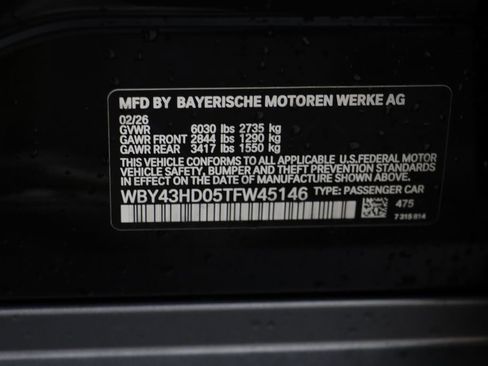 MFD BY BAYERISCHE MOTOREN WERKE AG
02/26
GVWR 6030 lbs 2735 kg
GAWR FRONT 2844 lbs 1290 kg
GAWR REAR 3417 lbs 1550 kg
THIS VEHICLE CONFORMS TO ALL APPLICABLE U.S.FEDERAL MOTOR
VEHICLE SAFETY, BUMPER AND THEFT PREVENTION STANDARDS
IN EFFECT ON THE DATE OF MANUFACTURE SHOWN ABOVE.
WBY43HD05TFW45146 TYPE: PASSENGER CAR
475
7 315 814